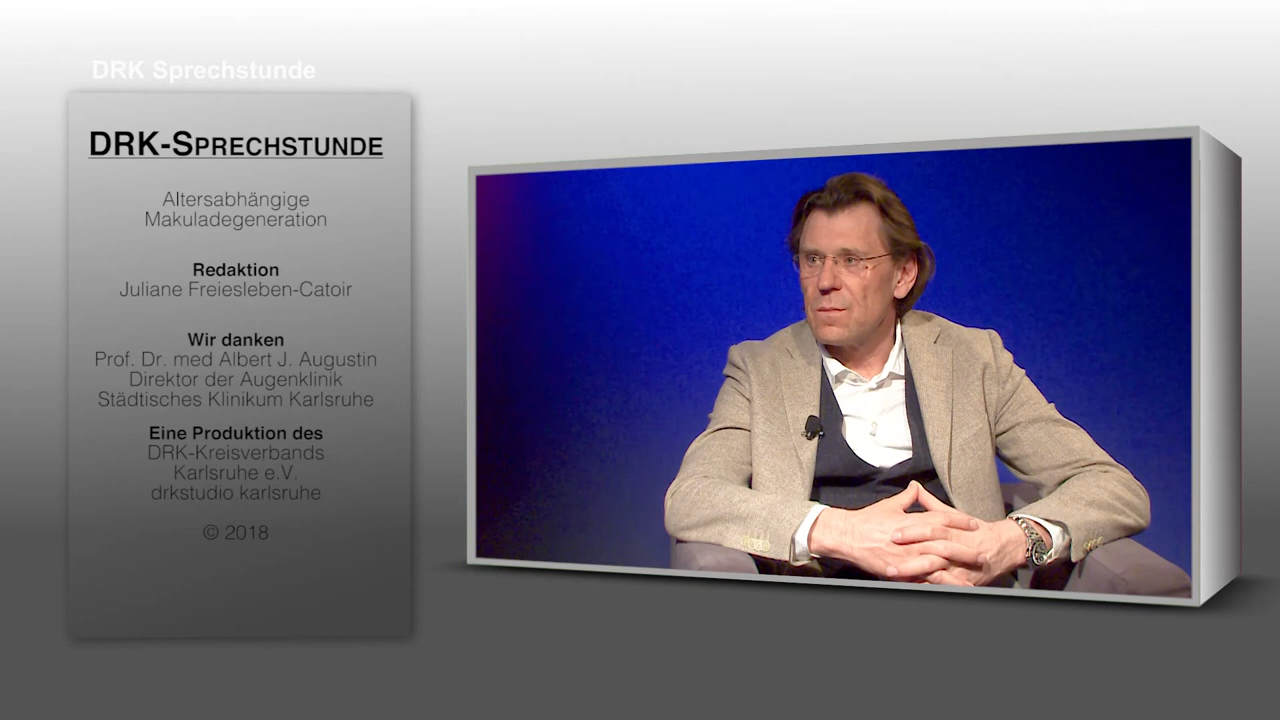 DRK Sprechstunde
DRK-SPRECHSTUNDE
Altersabhängige
Makuladegeneration
Redaktion
Juliane Freiesleben-Catoir
Wir danken
Prof. Dr. med Albert J. Augustin
Direktor der Augenklinik
Städtisches Klinikum Karlsruhe
Eine Produktion des
DRK-Kreisverbands
Karlsruhe e.V.
drkstudio karlsruhe
© 2018